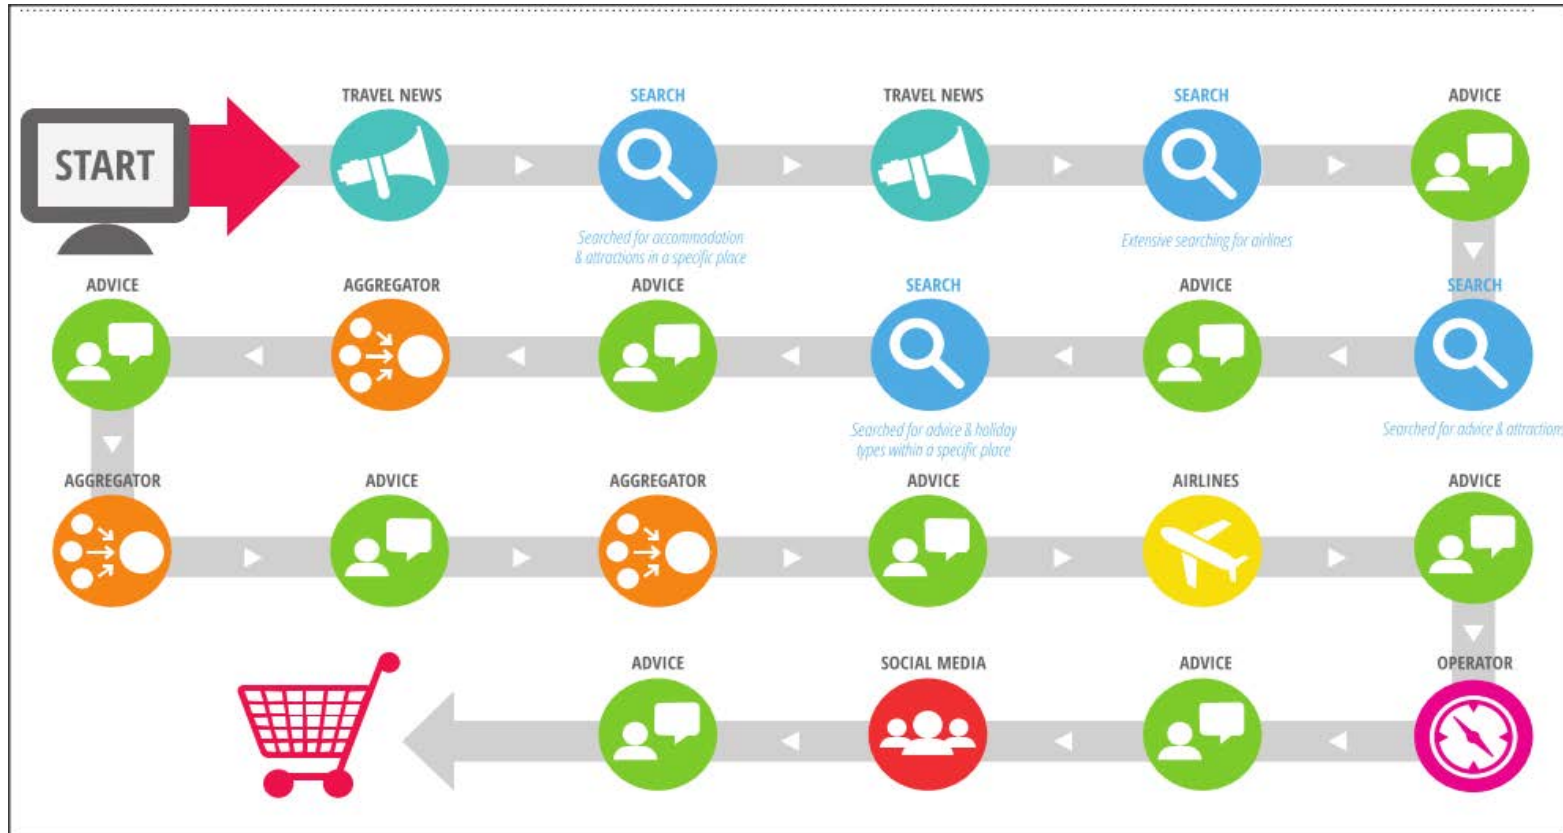 START
TRAVEL NEWS
SEARCH
Searched for accommodation
& attractions in a specific place
TRAVEL NEWS
SEARCH
Extensive searching for airlines
ADVICE
ADVICE
AGGREGATOR
ADVICE
SEARCH
Searched for advice & holiday
types within a specific place
ADVICE
SEARCH
Searched for advice & attractions
AGGREGATOR
ADVICE
AGGREGATOR
ADVICE
AIRLINES
ADVICE
ADVICE
SOCIAL MEDIA
ADVICE
OPERATOR